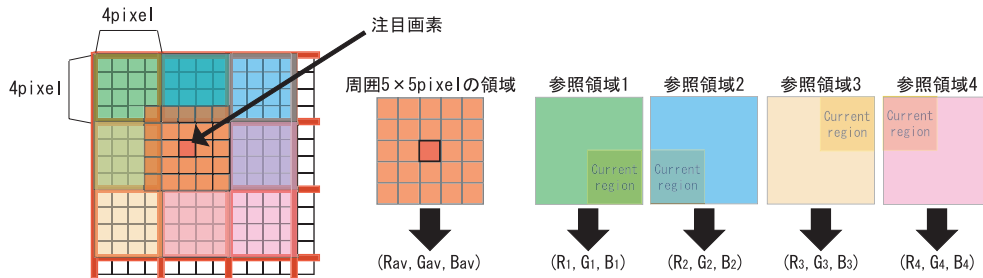 4pixel
注目画素
4pixel
周囲5×5pixelの領域
参照領域1
参照領域2
参照領域3
参照領域4
Current
region
Current
region
Current
region
Current
region
(Rav, Gav, Bav)
(R1, G1, B1)
(R2, G2, B2)
(R3, G3, B3)
(R4, G4, B4)